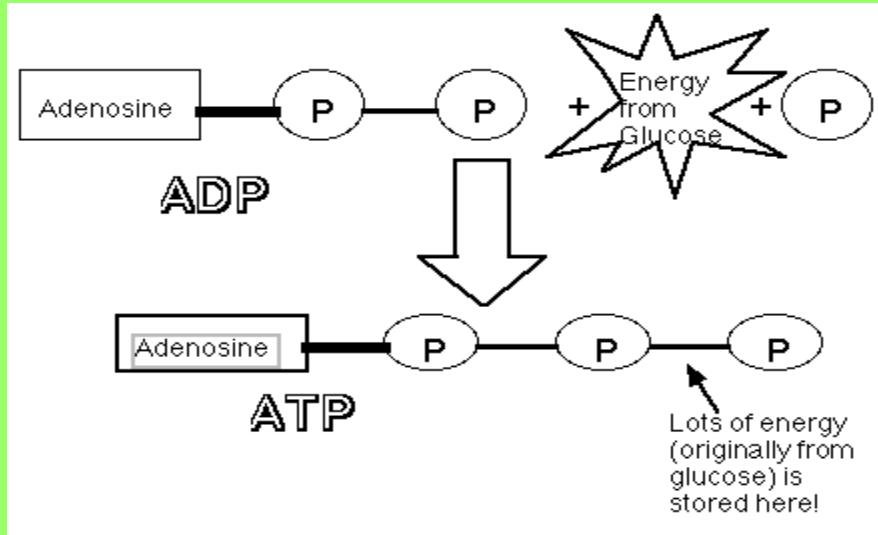 Adenosine P P + Energy from Glucose + P
ADP
Adenosine P P P
ATP
Lots of energy
(originally from
glucose) is
stored here!